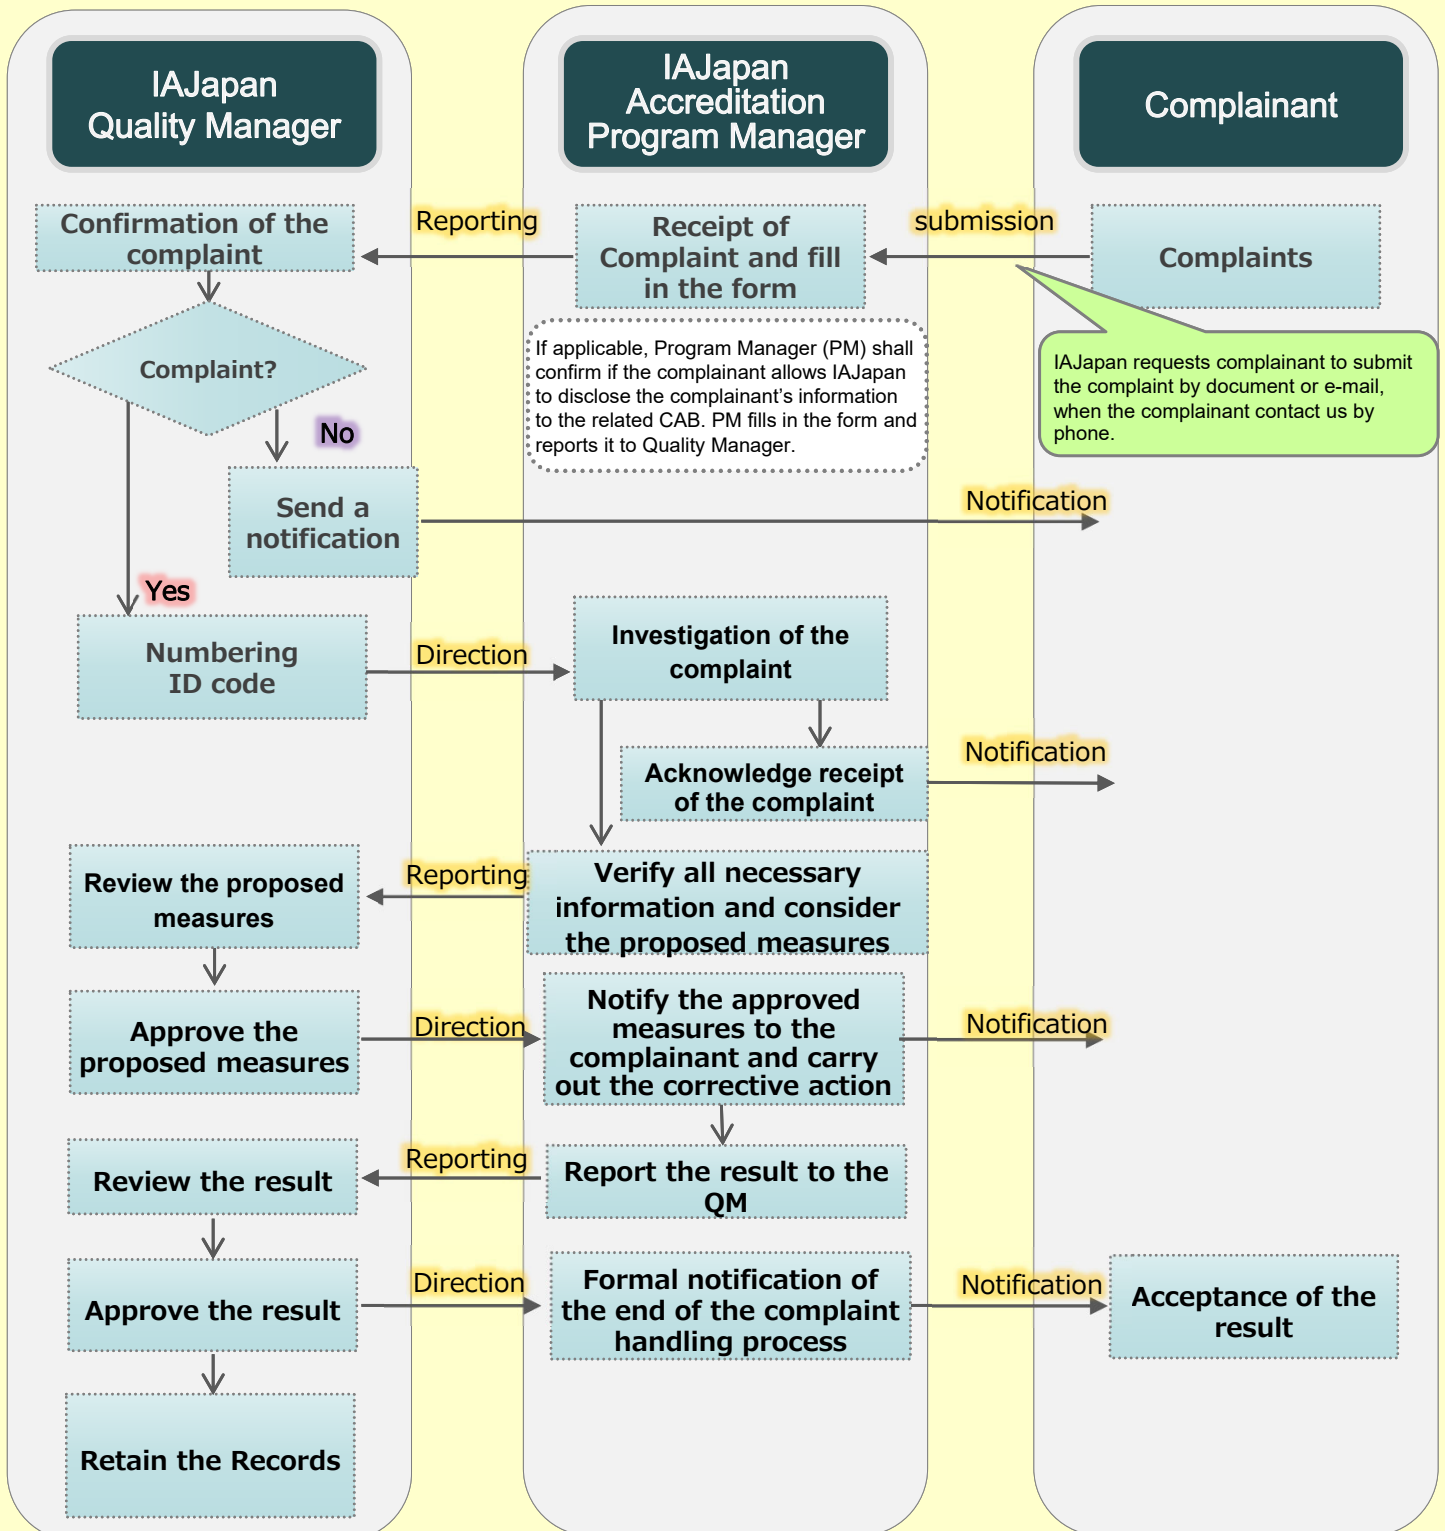 IAJapan
Quality Manager
IAJapan
Accreditation
Program Manager
Complainant
Confirmation of the
complaint
Reporting
Receipt of
Complaint and fill
in the form
submission
Complaints
Complaint?
If applicable, Program Manager (PM) shall
confirm if the complainant allows IAJapan
to disclose the complainant’s information
to the related CAB. PM fills in the form and
reports it to Quality Manager.
IAJapan requests complainant to submit
the complaint by document or e-mail,
when the complainant contact us by
phone.
No
Send a
notification
Notification
Yes
Numbering
ID code
Direction
Investigation of the
complaint
Acknowledge receipt
of the complaint
Notification
Review the proposed
measures
Reporting
Verify all necessary
information and consider
the proposed measures
Approve the
proposed measures
Direction
Notify the approved
measures to the
complainant and carry
out the corrective action
Notification
Review the result
Reporting
Report the result to the
QM
Approve the result
Direction
Formal notification of
the end of the complaint
handling process
Notification
Acceptance of the
result
Retain the Records